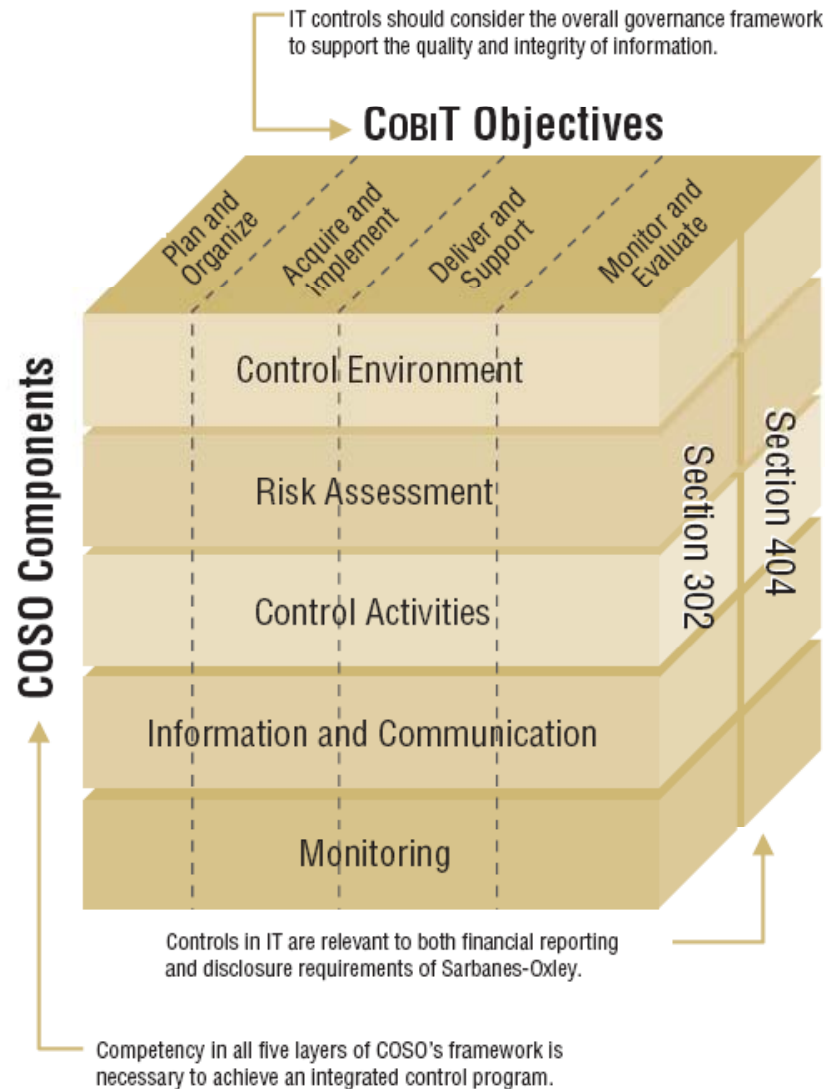 IT controls should consider the overall governance framework
to support the quality and integrity of information.
COBIT Objectives
Plan and
Organize
Acquire and
Implement
Deliver and
Support
Monitor and
Evaluate
COSO Components
Control Environment
Risk Assessment
Control Activities
Information and Communication
Monitoring
Section 302
Section 404
Controls in IT are relevant to both financial reporting
and disclosure requirements of Sarbanes-Oxley.
Competency in all five layers of COSO's framework is
necessary to achieve an integrated control program.